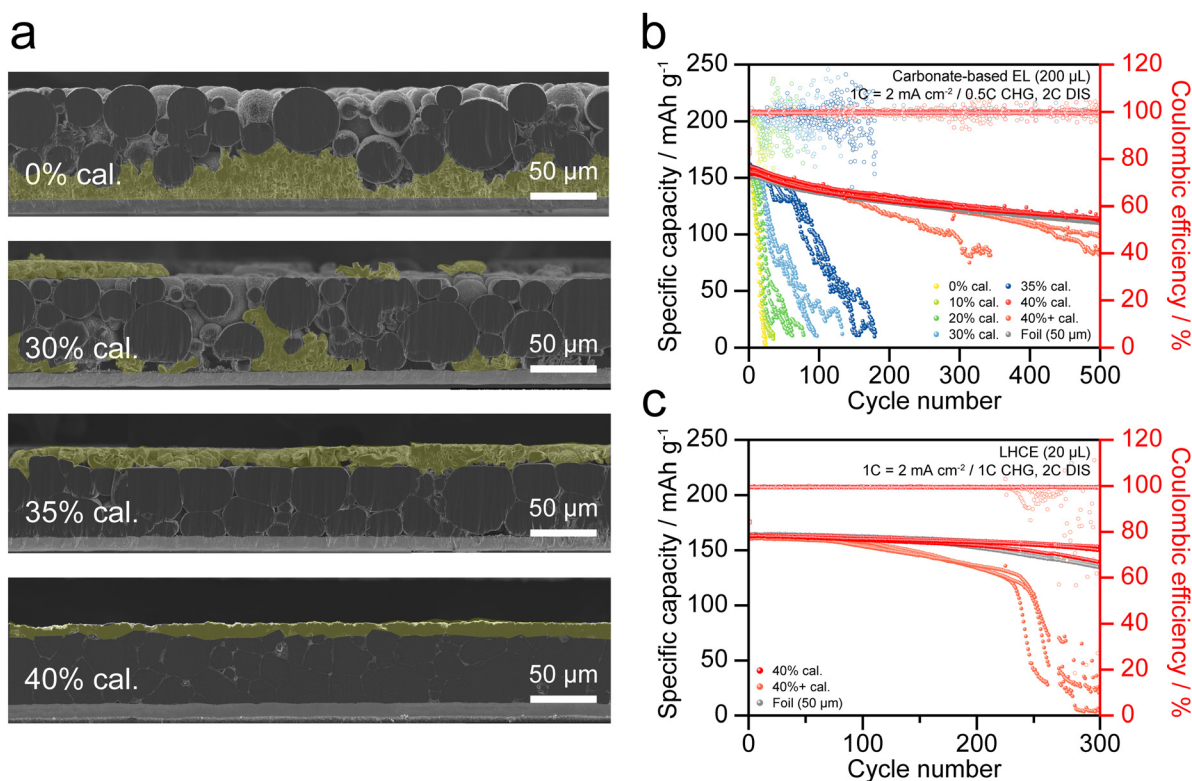 a
0% cal.
50 µm
30% cal.
50 µm
35% cal.
50 µm
40% cal.
50 µm
b
Specific capacity / mAh g⁻¹
250
200
150
100
50
0
Carbonate-based EL (200 µL)
1C = 2 mA cm⁻² / 0.5C CHG, 2C DIS
0% cal.
10% cal.
20% cal.
30% cal.
35% cal.
40% cal.
40%+ cal.
Foil (50 µm)
120
100
80
60
40
20
0
Coulombic efficiency / %
0 100 200 300 400 500
Cycle number
c
Specific capacity / mAh g⁻¹
250
200
150
100
50
0
LHCE (20 µL)
1C = 2 mA cm⁻² / 1C CHG, 2C DIS
40% cal.
40%+ cal.
Foil (50 µm)
120
100
80
60
40
20
0
Coulombic efficiency / %
0 100 200 300
Cycle number